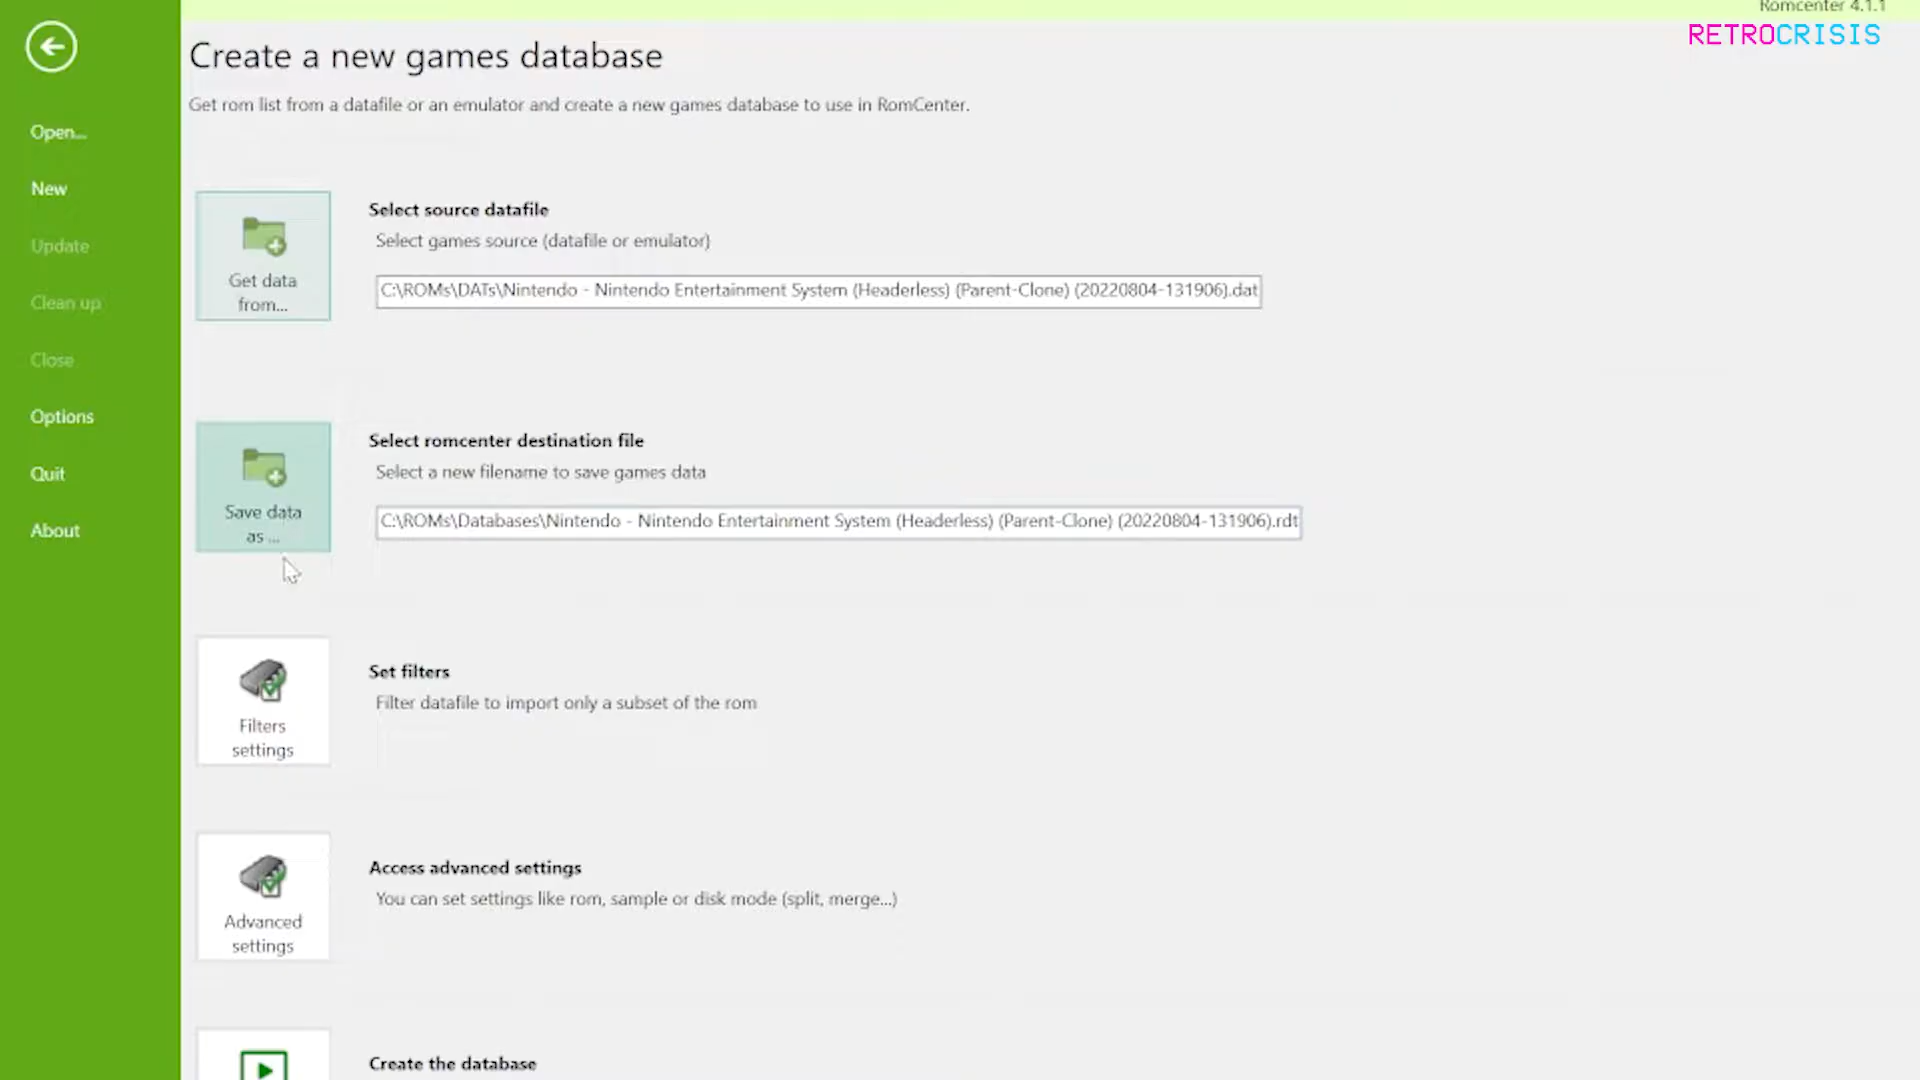 Romcenter 4.1.1
RETROCRISIS
Create a new games database
Get rom list from a datafile or an emulator and create a new games database to use in RomCenter.
Open...
New
Update
Clean up
Close
Options
Quit
About
Get data
from...
Select source datafile
Select games source (datafile or emulator)
C:\ROMs\DATs\Nintendo - Nintendo Entertainment System (Headerless) (Parent-Clone) (20220804-131906).dat
Save data
as ...
Select romcenter destination file
Select a new filename to save games data
C:\ROMs\Databases\Nintendo - Nintendo Entertainment System (Headerless) (Parent-Clone) (20220804-131906).rdt
Filters
settings
Set filters
Filter datafile to import only a subset of the rom
Advanced
settings
Access advanced settings
You can set settings like rom, sample or disk mode (split, merge...)
Create the database